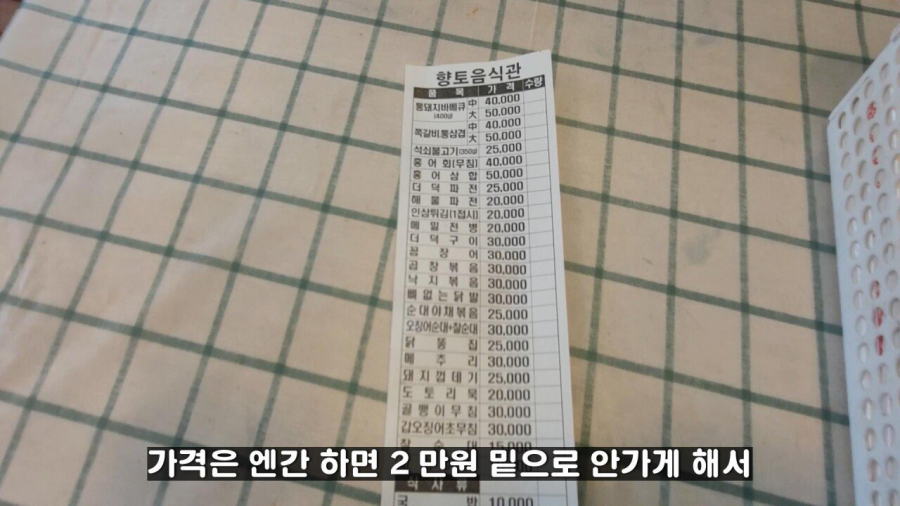 향토음식관
품 목 가 격 수량
통돼지바베큐 中 40,000
(400g) 大 50,000
쪽갈비,통삼겹 中 40,000
大 50,000
석쇠불고기(350g) 25,000
홍어회(무침) 40,000
홍어삼합 50,000
더덕파전 25,000
해물파전 20,000
인삼튀김(1접시) 20,000
메밀전병 20,000
더덕구이 30,000
꼼장어 30,000
곱창볶음 30,000
낙지볶음 30,000
뼈없는닭발 30,000
순대야채볶음 25,000
오징어순대+찰순대 30,000
닭똥집 25,000
메추리 30,000
돼지껍데기 25,000
도토리묵 20,000
골뱅이무침 30,000
갑오징어초무침 30,000
찰순대 15,000
가격은 엔간 하면 2 만원 밑으로 안가게 해서
식사류
국밥 10,000